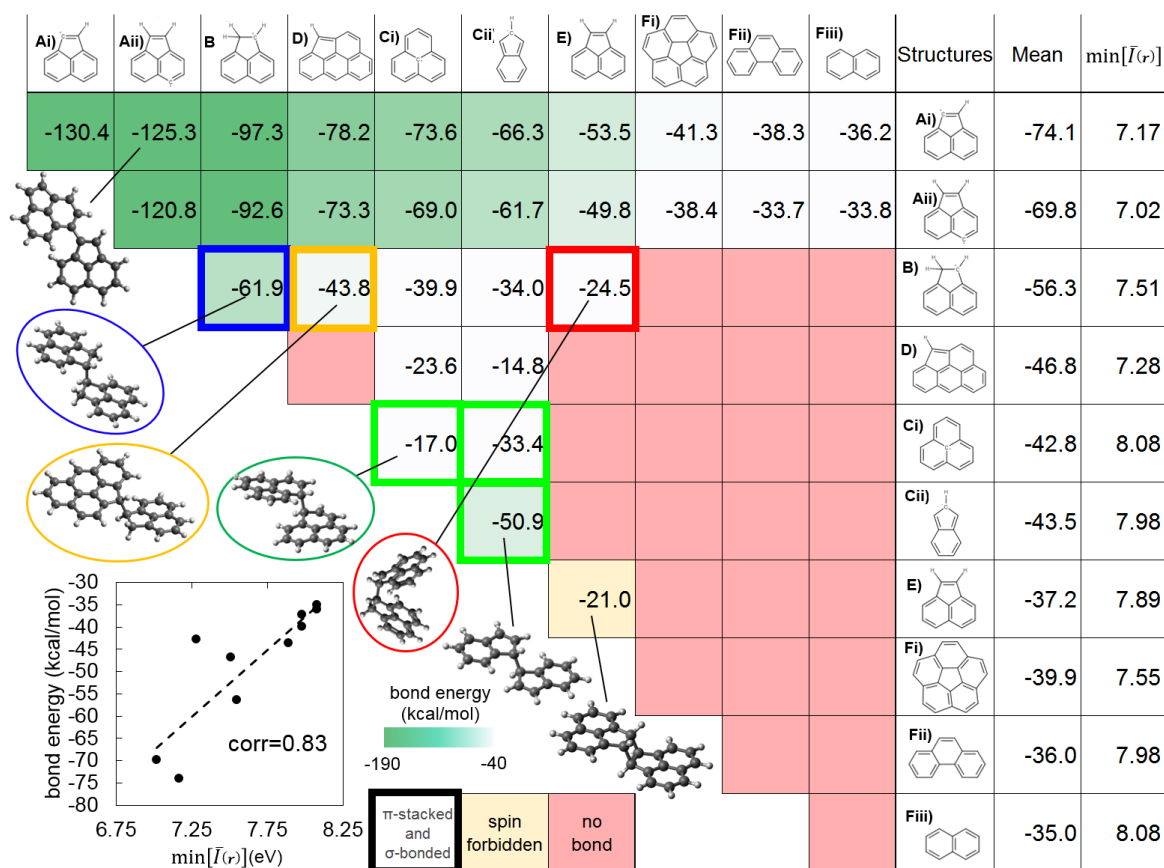 Ai) Aii) B D) Ci) Cii) E) Fi) Fii) Fiii) Structures Mean min[Ī(r)]
-130.4 -125.3 -97.3 -78.2 -73.6 -66.3 -53.5 -41.3 -38.3 -36.2 Ai) -74.1 7.17
-120.8 -92.6 -73.3 -69.0 -61.7 -49.8 -38.4 -33.7 -33.8 Aii) -69.8 7.02
-61.9 -43.8 -39.9 -34.0 -24.5 B) -56.3 7.51
-23.6 -14.8 D) -46.8 7.28
-17.0 -33.4 Ci) -42.8 8.08
-50.9 Cii) -43.5 7.98
-21.0 E) -37.2 7.89
Fi) -39.9 7.55
Fii) -36.0 7.98
Fiii) -35.0 8.08
bond energy (kcal/mol)
-30
-35
-40
-45
-50
-55
-60
-65
-70
-75
-80
corr=0.83
6.75 7.25 7.75 8.25
min[Ī(r)](eV)
bond energy
(kcal/mol)
-190 -40
π-stacked
and
σ-bonded
spin
forbidden
no
bond